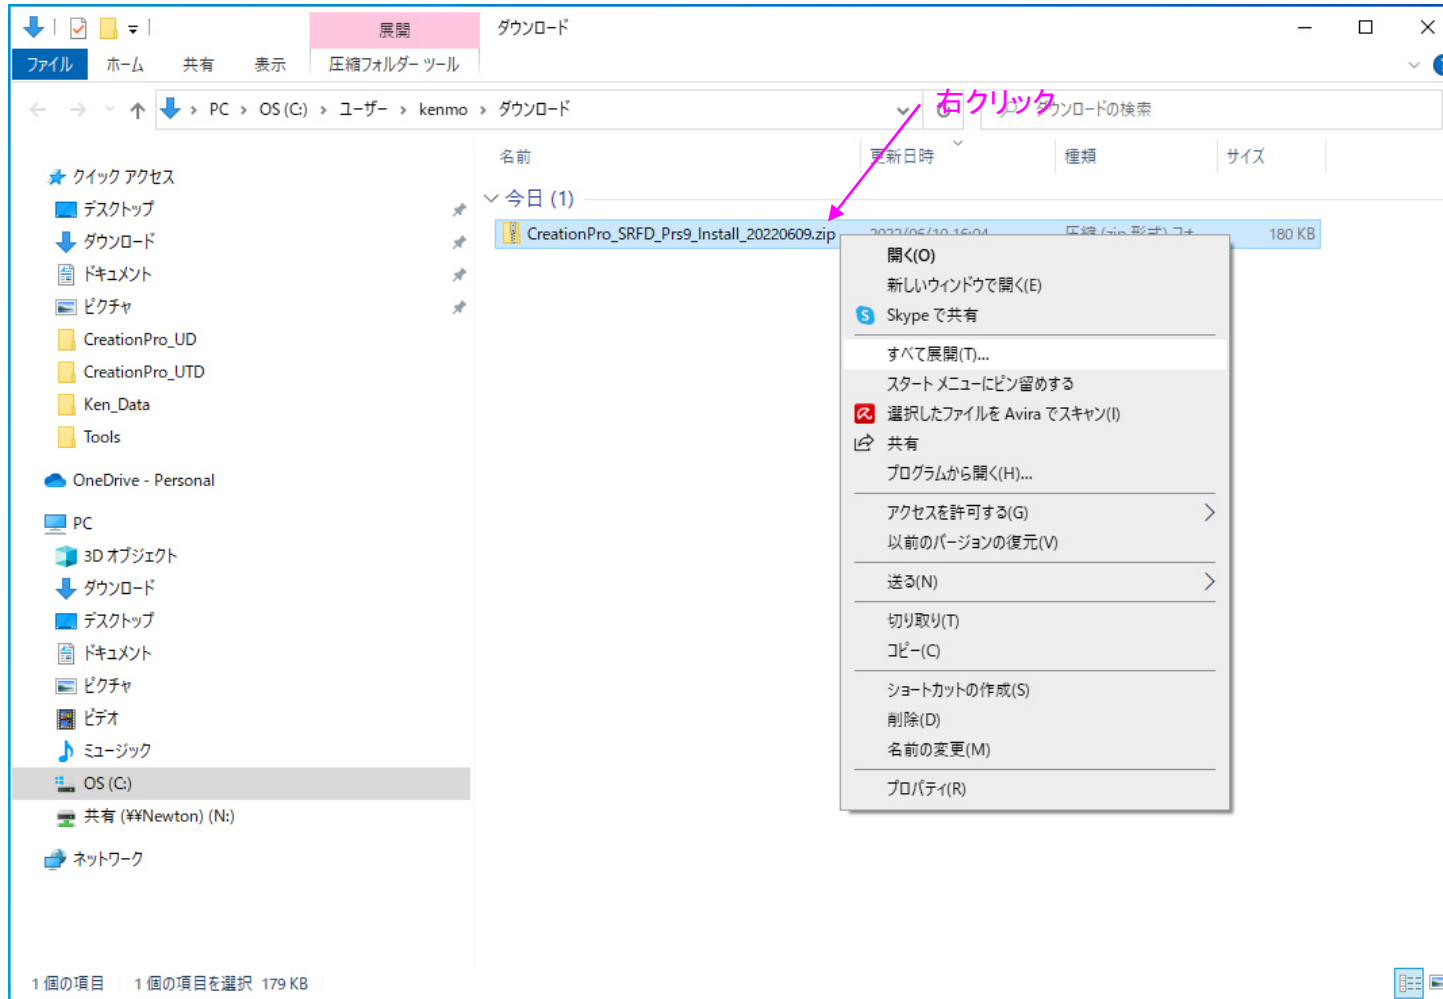 展開
ダウンロード
ファイル ホーム 共有 表示 圧縮フォルダー ツール
PC > OS (C:) > ユーザー > kenmo > ダウンロード
右クリック
ダウンロードの検索
名前 更新日時 種類 サイズ
今日 (1)
CreationPro_SRFD_Prs9_Install_20220609.zip 2022/06/10 16:04 圧縮 (zip 形式) フォ 180 KB
クイック アクセス
デスクトップ
ダウンロード
ドキュメント
ピクチャ
CreationPro_UD
CreationPro_UTD
Ken_Data
Tools
OneDrive - Personal
PC
3D オブジェクト
ダウンロード
デスクトップ
ドキュメント
ピクチャ
ビデオ
ミュージック
OS (C:)
共有 (¥¥Newton) (N:)
ネットワーク
開く(O)
新しいウィンドウで開く(E)
Skype で共有
すべて展開(T)...
スタート メニューにピン留めする
選択したファイルを Avira でスキャン(I)
共有
プログラムから開く(H)...
アクセスを許可する(G)
以前のバージョンの復元(V)
送る(N)
切り取り(T)
コピー(C)
ショートカットの作成(S)
削除(D)
名前の変更(M)
プロパティ(R)
1 個の項目 1 個の項目を選択 179 KB